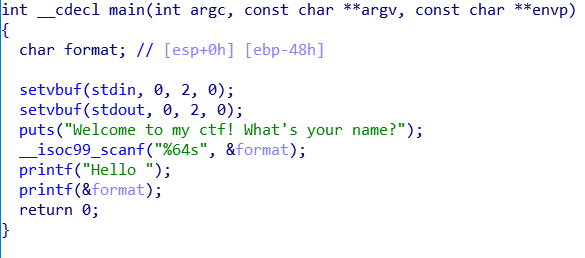 int __cdecl main(int argc, const char **argv, const char **envp)
{
char format; // [esp+0h] [ebp-48h]
setvbuf(stdin, 0, 2, 0);
setvbuf(stdout, 0, 2, 0);
puts("Welcome to my ctf! What's your name?");
__isoc99_scanf("%64s", &format);
printf("Hello ");
printf(&format);
return 0;
}